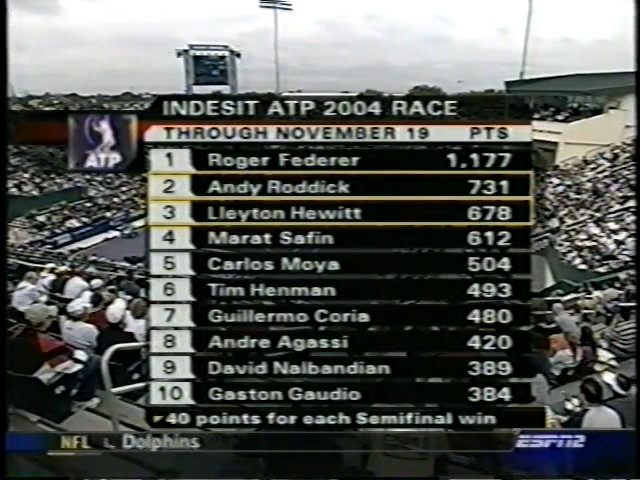 INDESIT ATP 2004 RACE
ATP
THROUGH NOVEMBER 19 PTS
1 Roger Federer 1,177
2 Andy Roddick 731
3 Lleyton Hewitt 678
4 Marat Safin 612
5 Carlos Moya 504
6 Tim Henman 493
7 Guillermo Coria 480
8 Andre Agassi 420
9 David Nalbandian 389
10 Gaston Gaudio 384
40 points for each Semifinal win
NFL Dolphins ESPN2